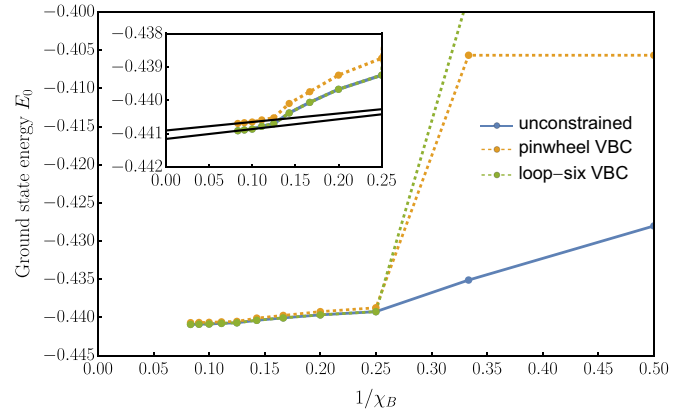 Ground state energy E₀
−0.400
−0.405
−0.410
−0.415
−0.420
−0.425
−0.430
−0.435
−0.440
−0.445
−0.438
−0.439
−0.440
−0.441
−0.442
0.00 0.05 0.10 0.15 0.20 0.25
unconstrained
pinwheel VBC
loop−six VBC
0.00 0.05 0.10 0.15 0.20 0.25 0.30 0.35 0.40 0.45 0.50
1/χ_B